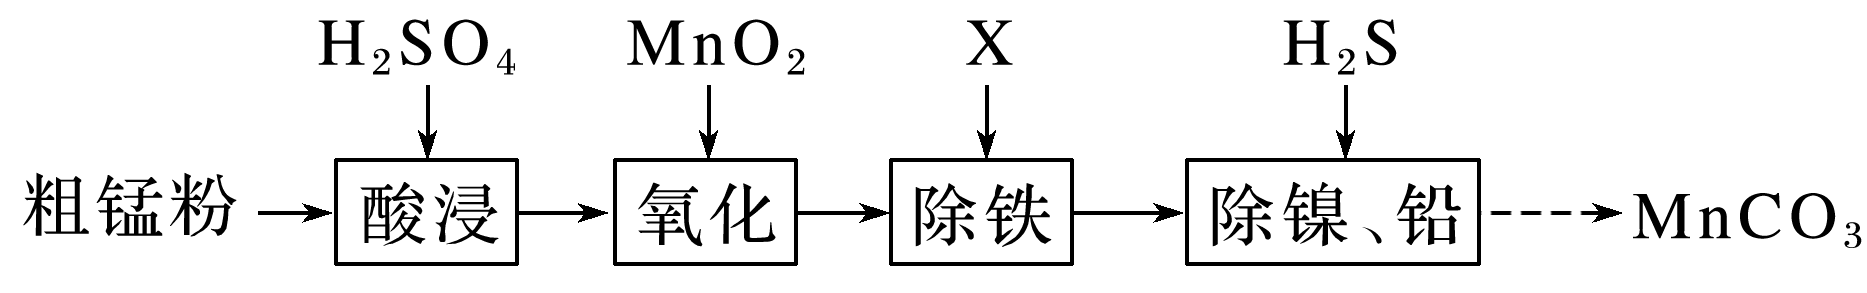 H₂SO₄ MnO₂ X H₂S
粗锰粉 酸浸 氧化 除铁 除镍、铅 MnCO₃